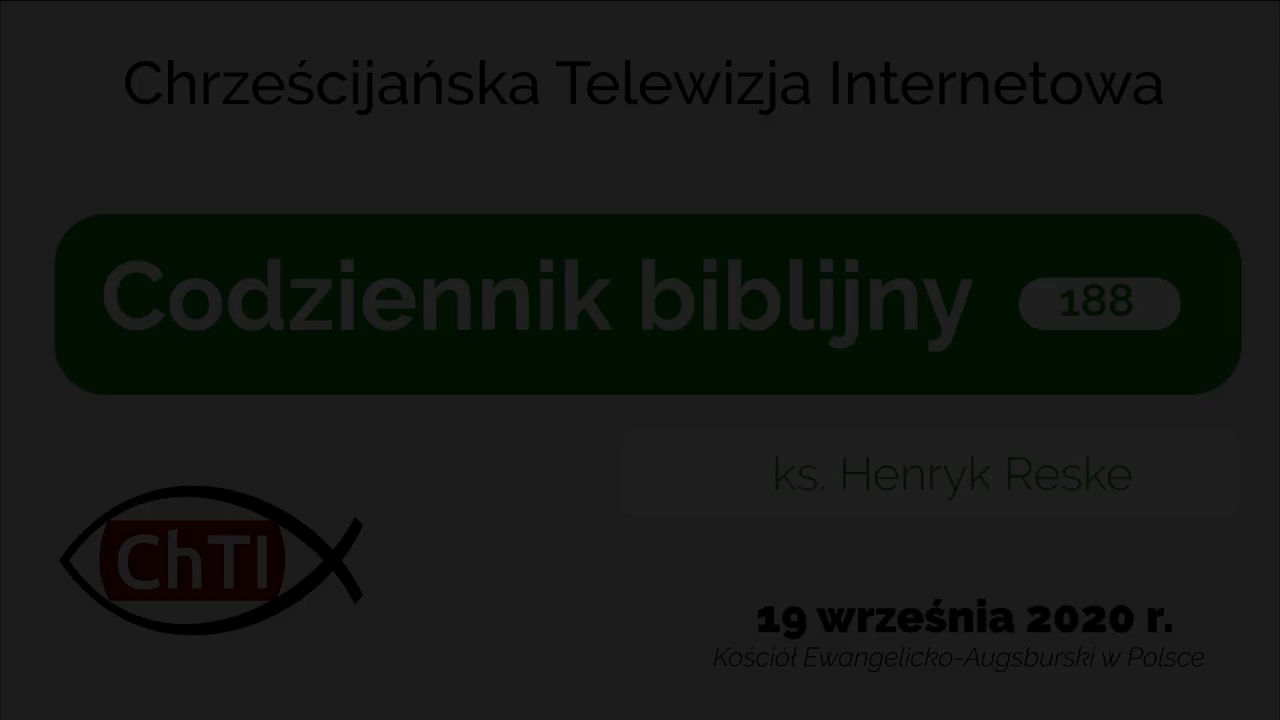 Chrześcijańska Telewizja Internetowa
Codziennik biblijny 188
ks. Henryk Reske
ChTI
19 września 2020 r.
Kościół Ewangelicko-Augsburski w Polsce